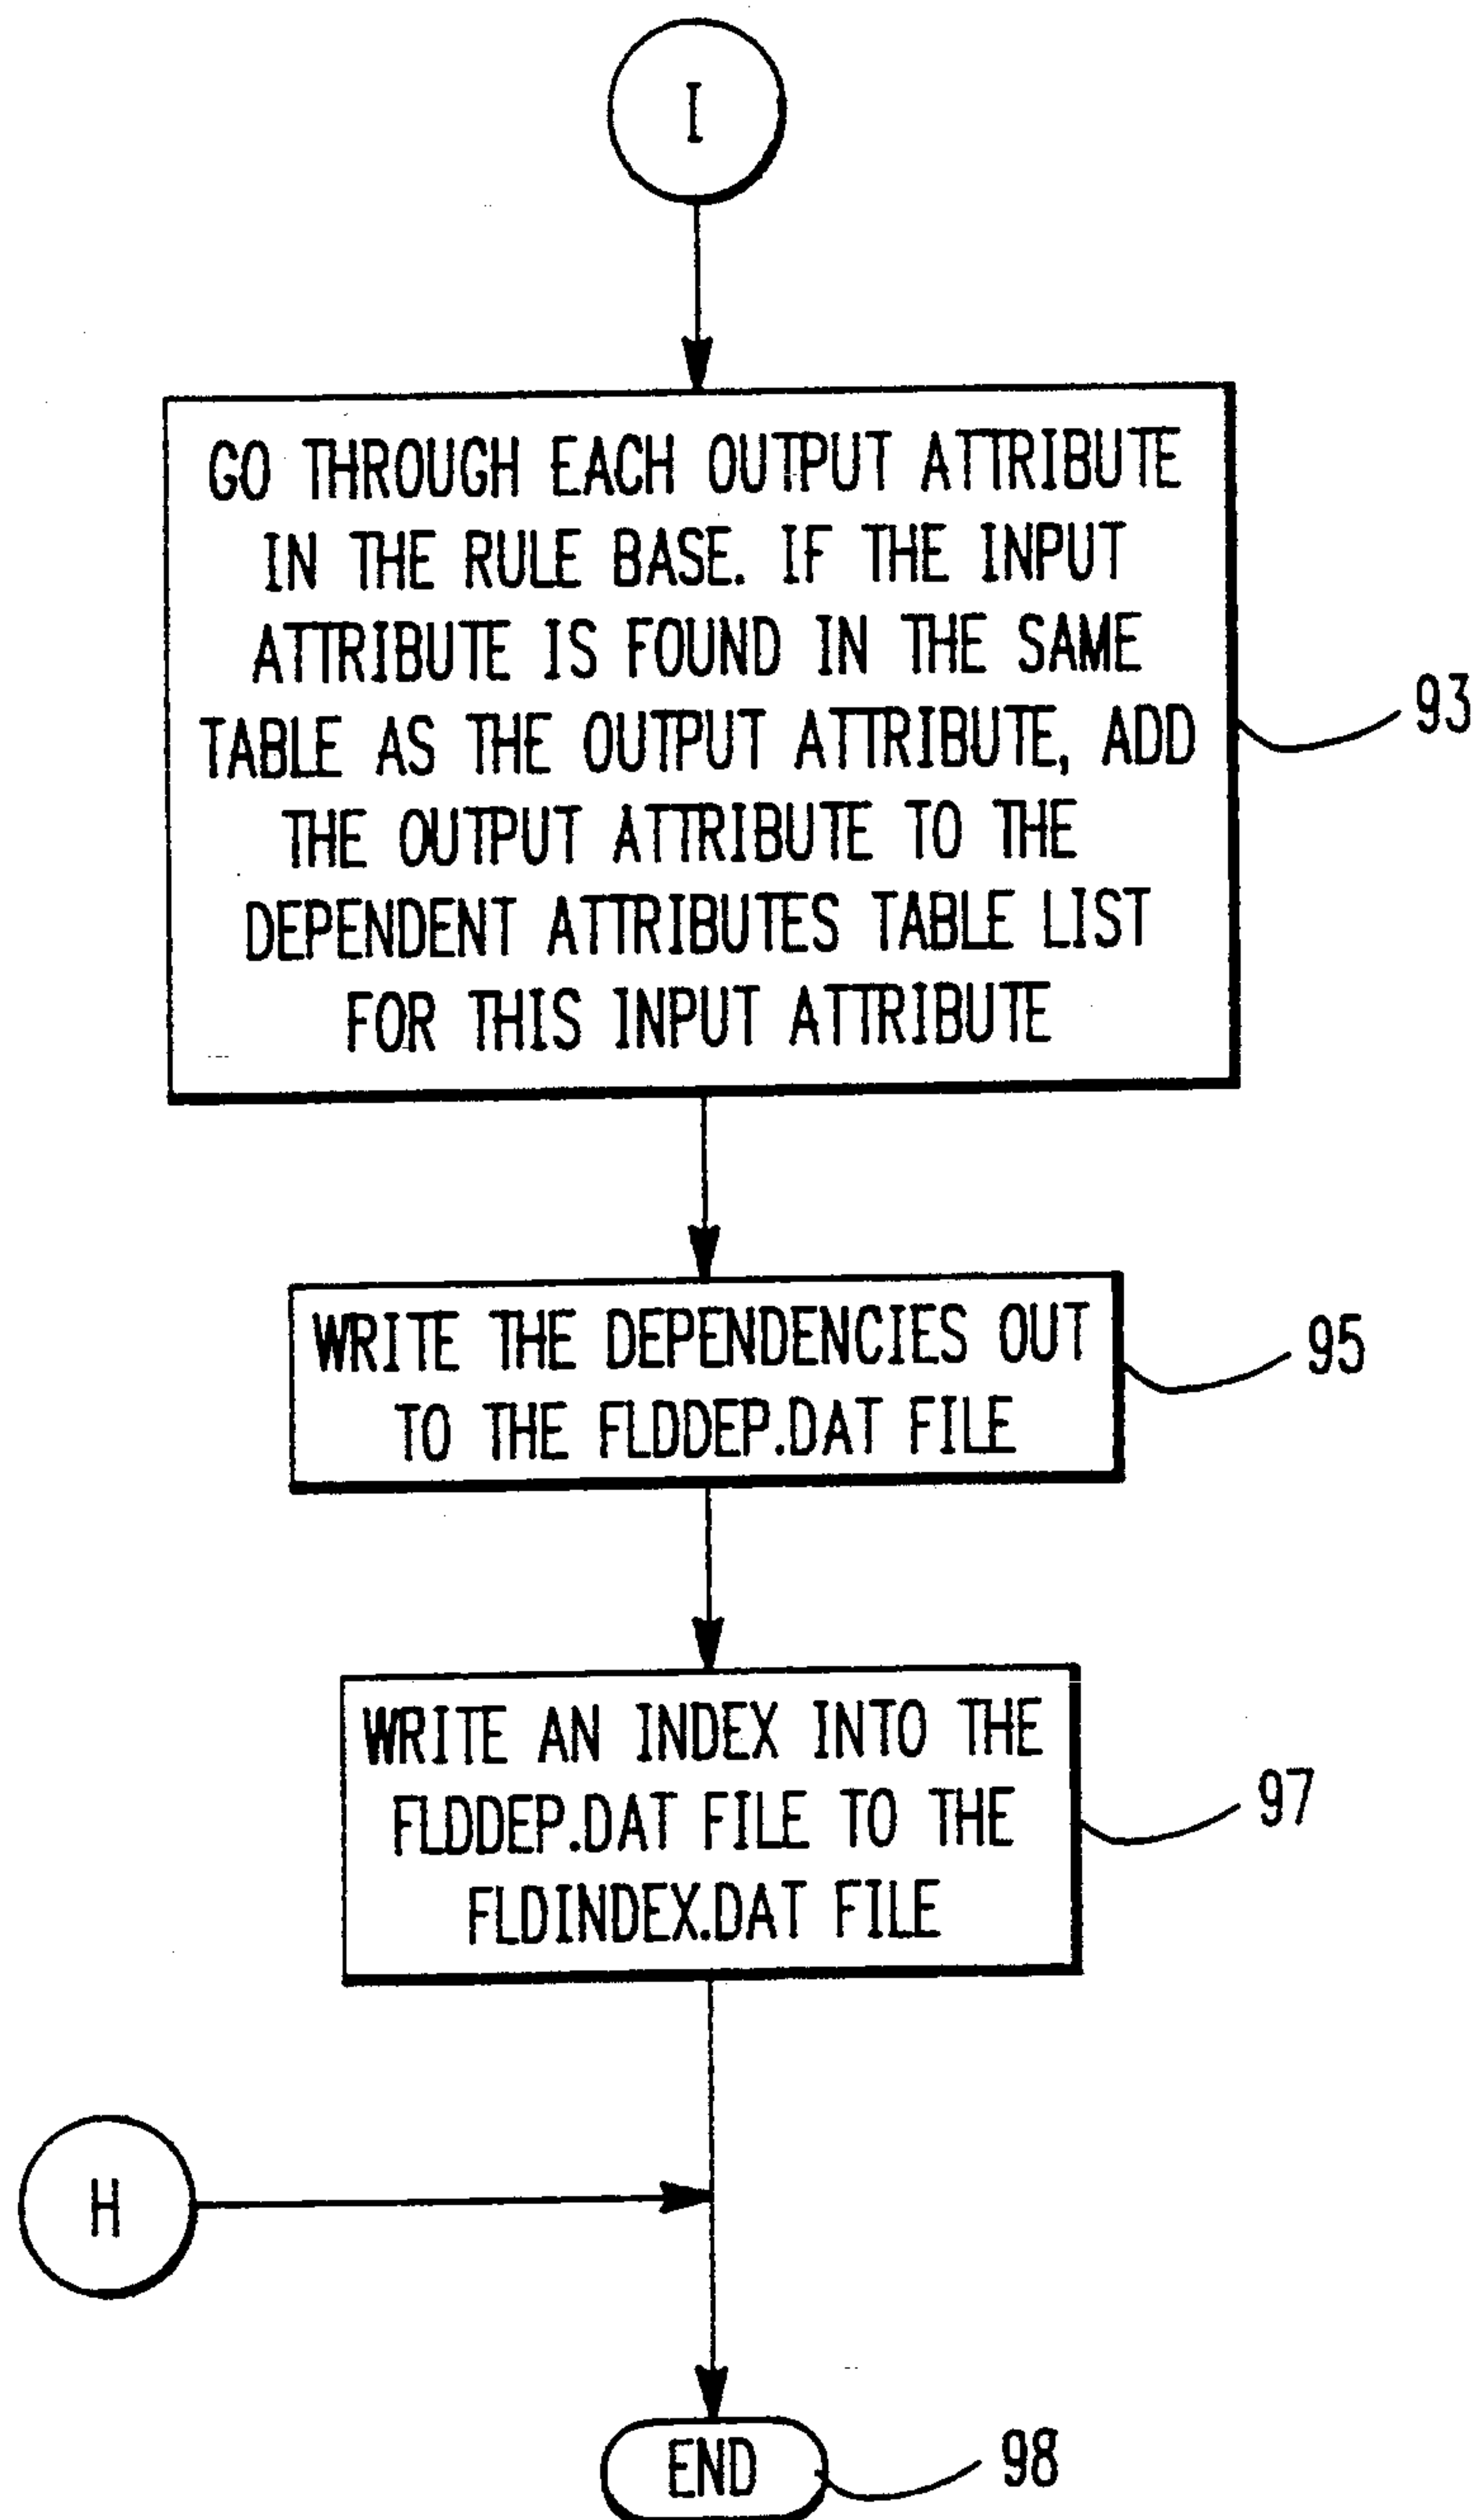 I
GO THROUGH EACH OUTPUT ATTRIBUTE
IN THE RULE BASE. IF THE INPUT
ATTRIBUTE IS FOUND IN THE SAME
TABLE AS THE OUTPUT ATTRIBUTE, ADD
THE OUTPUT ATTRIBUTE TO THE
DEPENDENT ATTRIBUTES TABLE LIST
FOR THIS INPUT ATTRIBUTE
93
WRITE THE DEPENDENCIES OUT
TO THE FLDDEP.DAT FILE
95
WRITE AN INDEX INTO THE
FLDDEP.DAT FILE TO THE
FLDINDEX.DAT FILE
97
H
END
98